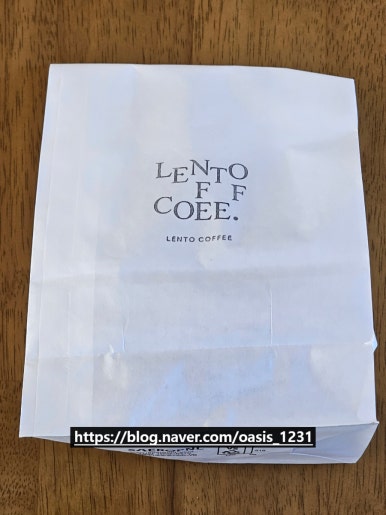 LENTO
F F
COEE.
LENTO COFFEE
https://blog.naver.com/oasis_1231